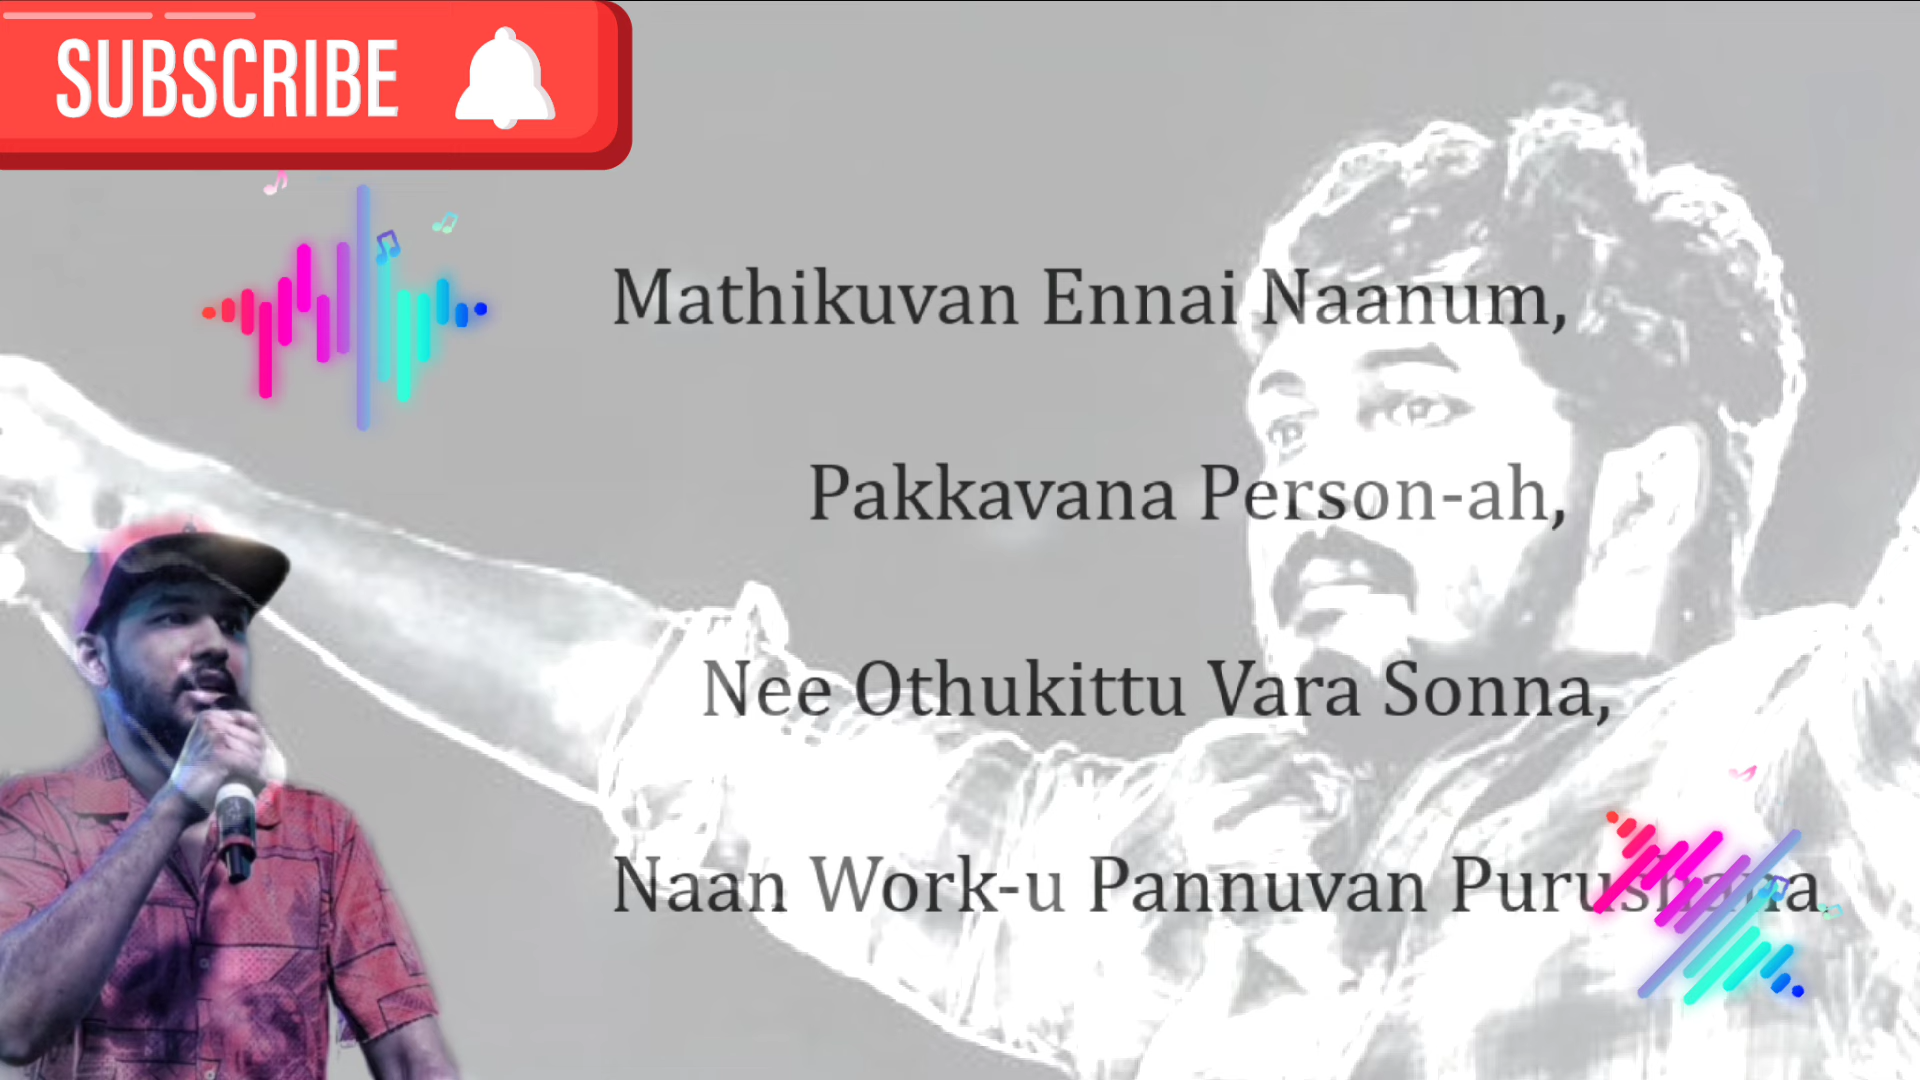 SUBSCRIBE
Mathikuvan Ennai Naanum,
Pakkavana Person-ah,
Nee Othukittu Vara Sonna,
Naan Work-u Pannuvan Purushana